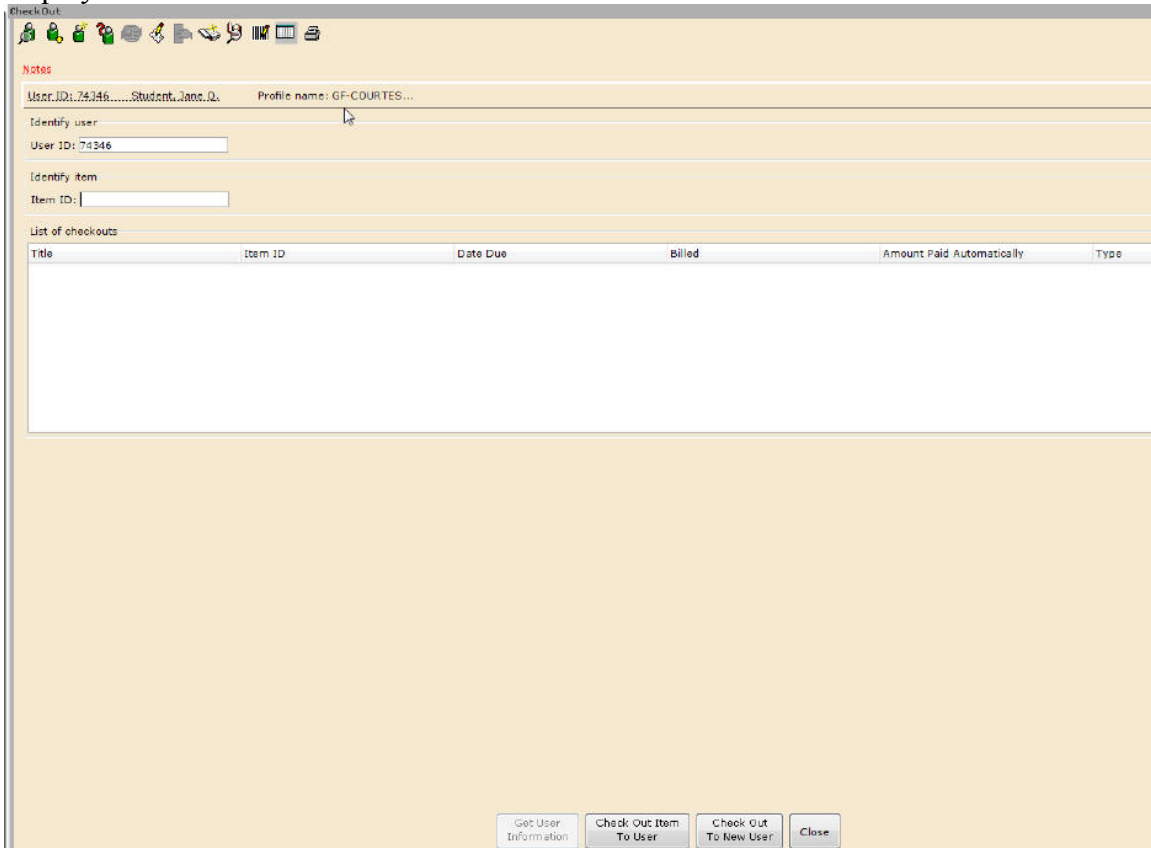 CheckOut
Notes
User ID: 74346 Student, Jane Q. Profile name: GF-COURTES...
Identify user
User ID: 74346
Identify item
Item ID:
List of checkouts
Title Item ID Date Due Billed Amount Paid Automatically Type
Get User Information
Check Out Item To User
Check Out To New User
Close